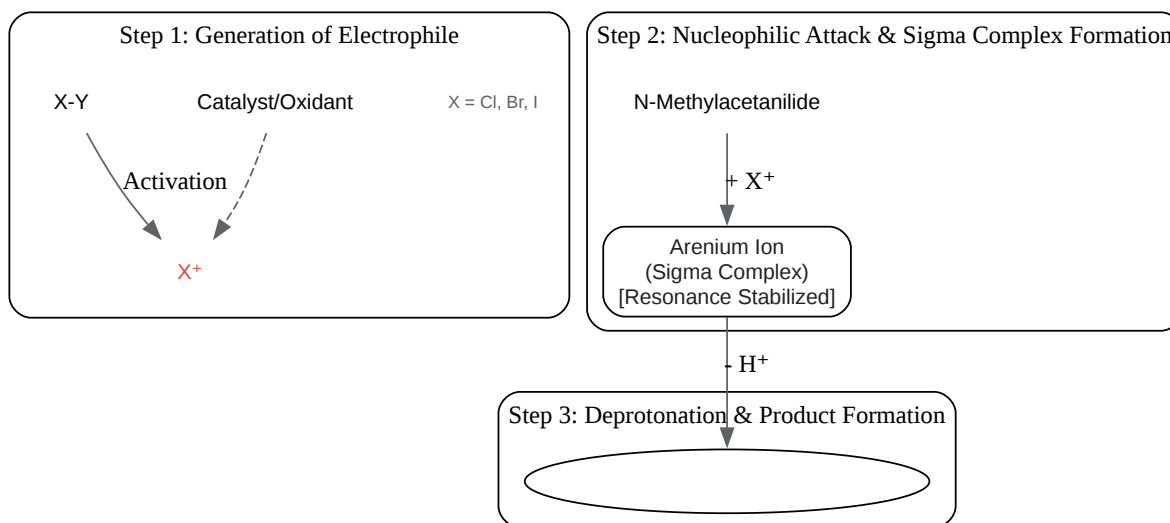 Step 1: Generation of Electrophile
X-Y
Catalyst/Oxidant
X = Cl, Br, I
Activation
X⁺
Step 2: Nucleophilic Attack & Sigma Complex Formation
N-Methylacetanilide
+ X⁺
Arenium Ion
(Sigma Complex)
[Resonance Stabilized]
- H⁺
Step 3: Deprotonation & Product Formation